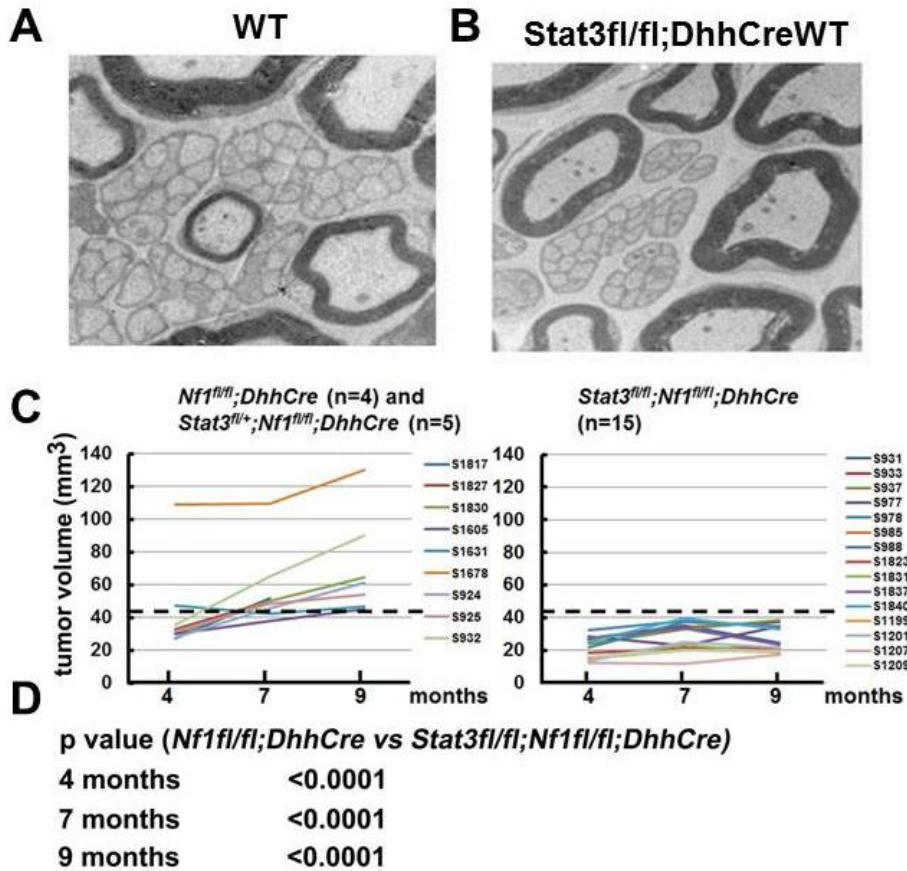 A
WT
B
Stat3fl/fl;DhhCreWT
C
Nf1fl/fl;DhhCre (n=4) and
Stat3fl/+;Nf1fl/fl;DhhCre (n=5)
tumor volume (mm3)
140
120
100
80
60
40
20
0
4
7
9
months
S1817
S1827
S1830
S1605
S1631
S1678
S924
S925
S932
Stat3fl/fl;Nf1fl/fl;DhhCre
(n=15)
140
120
100
80
60
40
20
0
4
7
9
months
S931
S933
S937
S977
S978
S985
S988
S1823
S1831
S1837
S1840
S1199
S1201
S1207
S1209
D
p value (Nf1fl/fl;DhhCre vs Stat3fl/fl;Nf1fl/fl;DhhCre)
4 months <0.0001
7 months <0.0001
9 months <0.0001